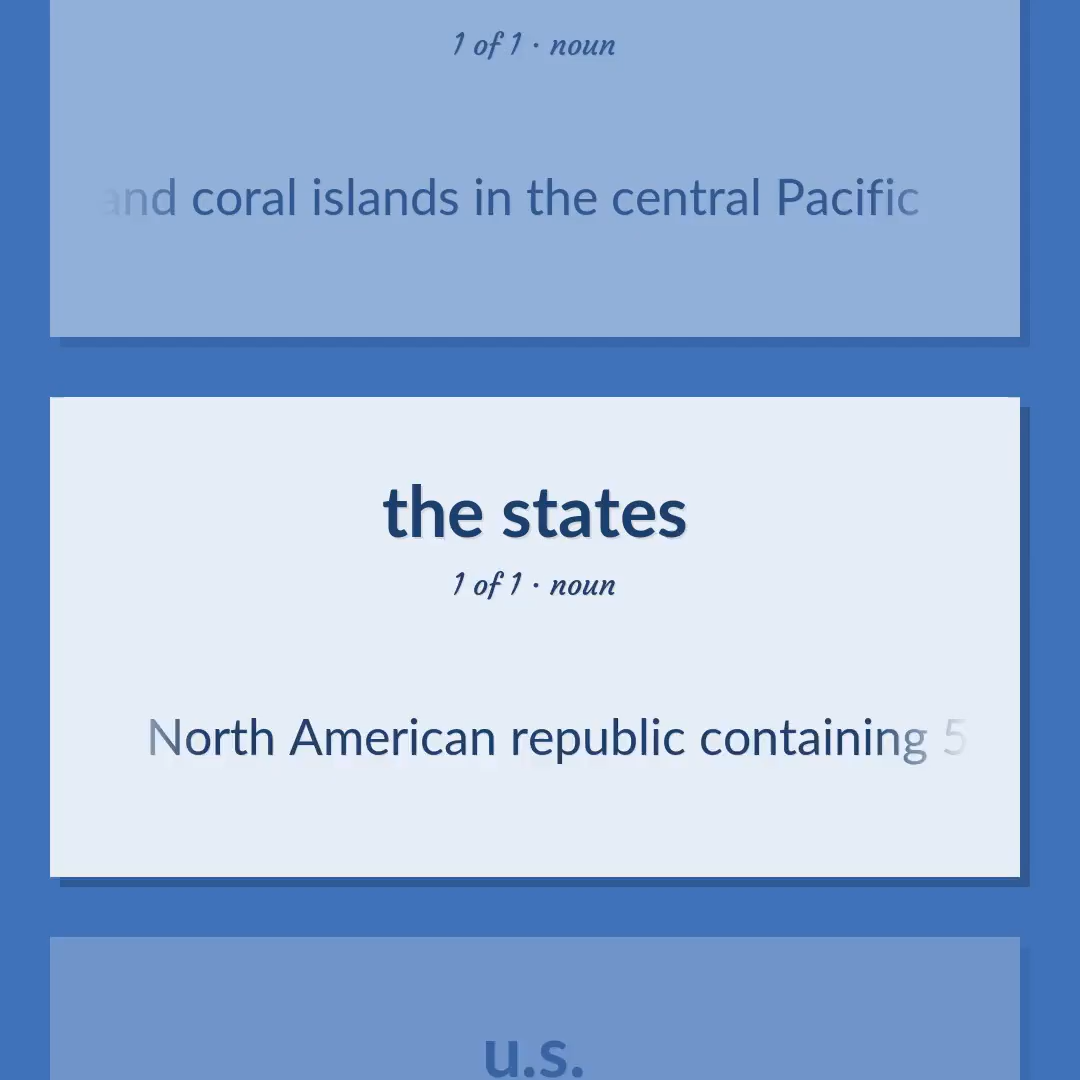 1 of 1 · noun
and coral islands in the central Pacific
the states
1 of 1 · noun
North American republic containing 5
u.s.